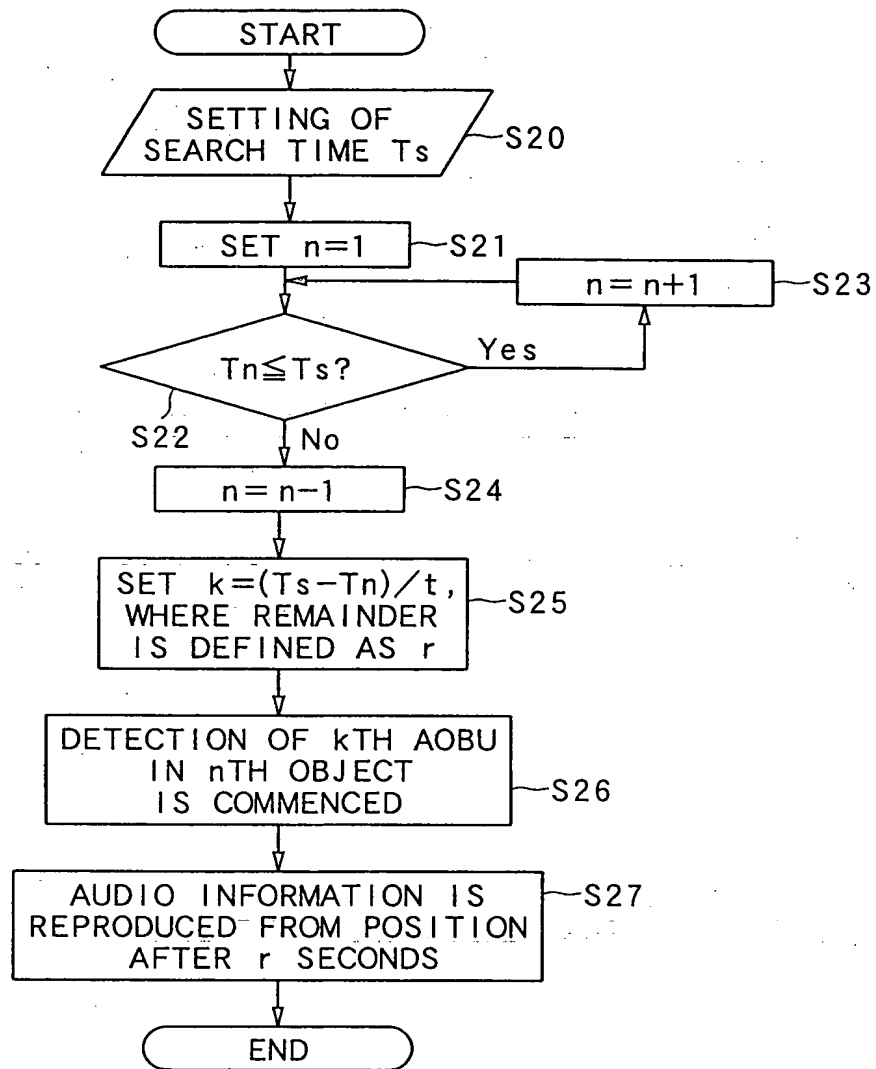 START
SETTING OF
SEARCH TIME Ts
S20
SET n=1
S21
n=n+1
S23
Tn≦Ts?
Yes
S22
No
n=n-1
S24
SET k=(Ts-Tn)/t,
WHERE REMAINDER
IS DEFINED AS r
S25
DETECTION OF kTH AOBU
IN nTH OBJECT
IS COMMENCED
S26
AUDIO INFORMATION IS
REPRODUCED FROM POSITION
AFTER r SECONDS
S27
END